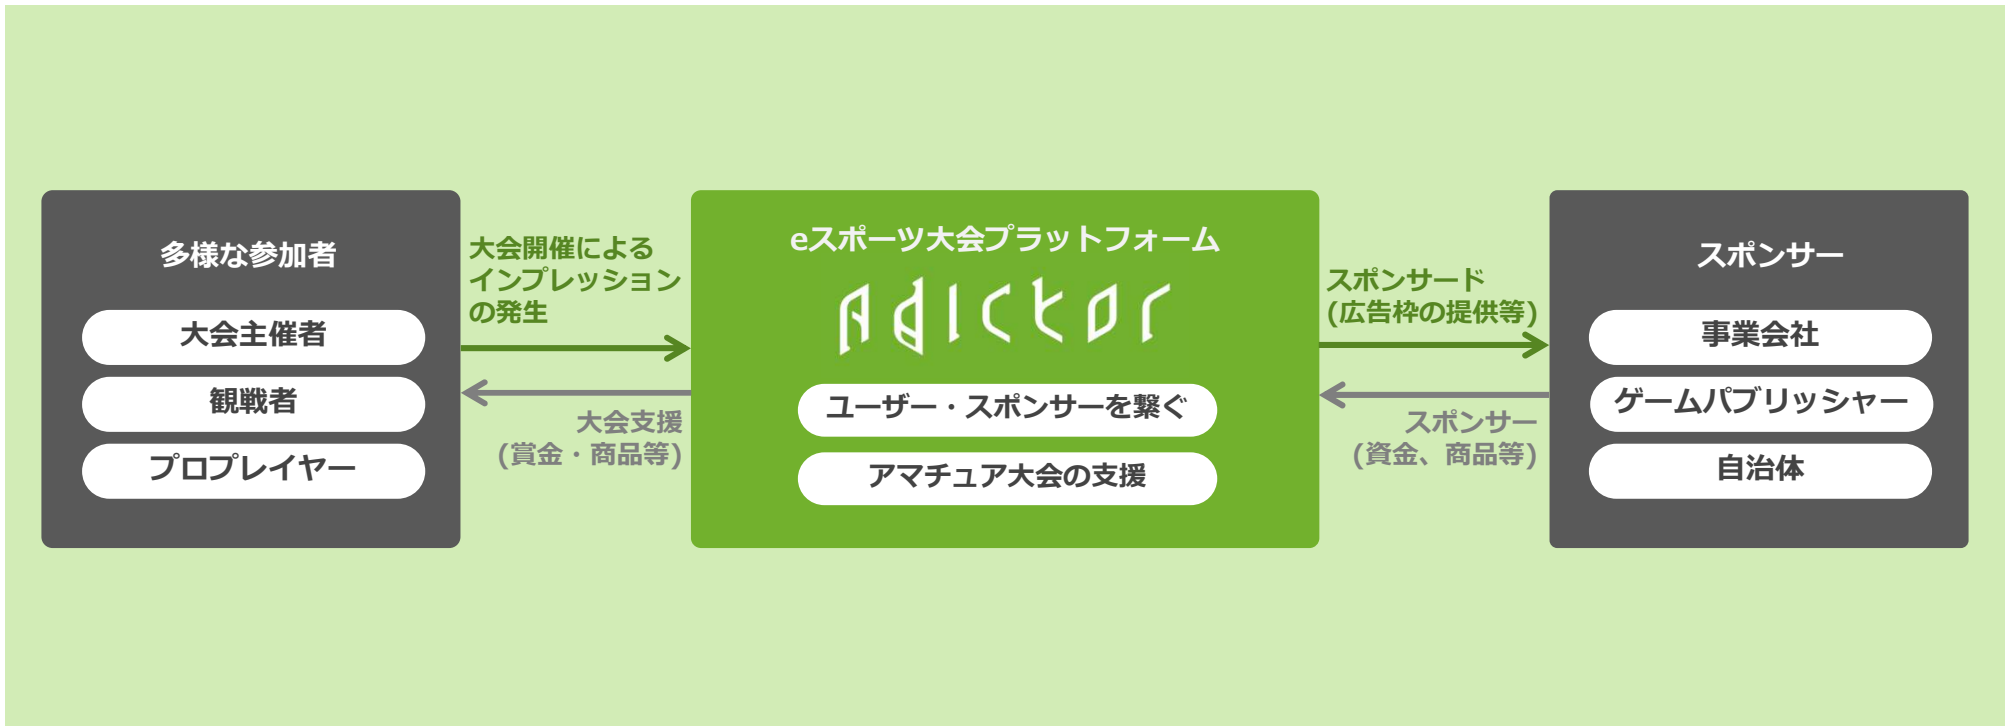 多様な参加者
大会主催者
観戦者
プロプレイヤー
大会開催による
インプレッション
の発生
大会支援
(賞金・商品等)
eスポーツ大会プラットフォーム
Adictor
ユーザー・スポンサーを繋ぐ
アマチュア大会の支援
スポンサード
(広告枠の提供等)
スポンサー
(資金、商品等)
スポンサー
事業会社
ゲームパブリッシャー
自治体